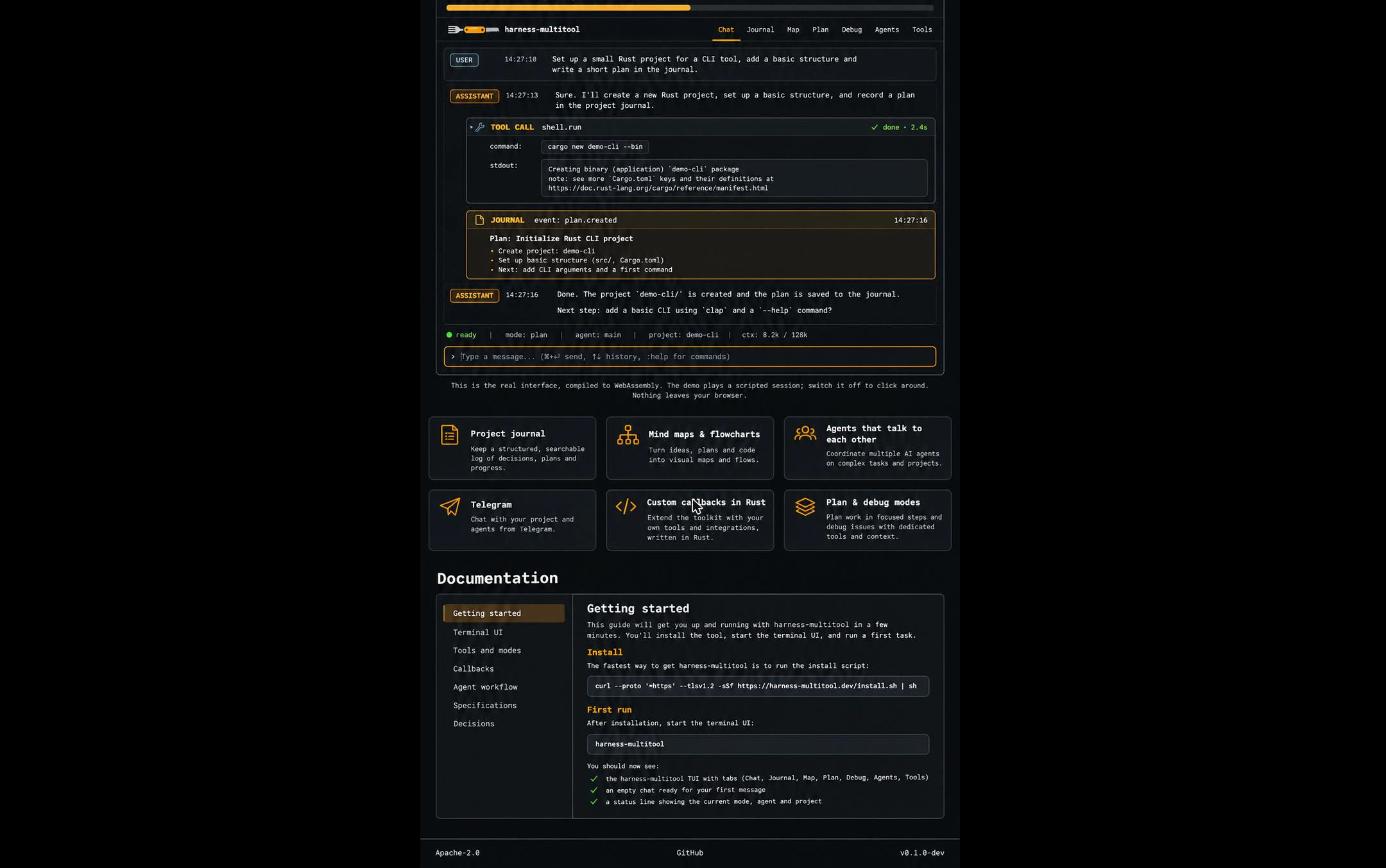 harness-multitool
Chat Journal Map Plan Debug Agents Tools
USER 14:27:10 Set up a small Rust project for a CLI tool, add a basic structure and
write a short plan in the journal.
ASSISTANT 14:27:13 Sure. I'll create a new Rust project, set up a basic structure, and record a plan
in the project journal.
TOOL CALL shell.run ✓ done • 2.4s
command: cargo new demo-cli --bin
stdout: Creating binary (application) `demo-cli` package
note: see more `Cargo.toml` keys and their definitions at
https://doc.rust-lang.org/cargo/reference/manifest.html
JOURNAL event: plan.created 14:27:16
Plan: Initialize Rust CLI project
• Create project: demo-cli
• Set up basic structure (src/, Cargo.toml)
• Next: add CLI arguments and a first command
ASSISTANT 14:27:16 Done. The project `demo-cli/` is created and the plan is saved to the journal.
Next step: add a basic CLI using `clap` and a `--help` command?
ready | mode: plan | agent: main | project: demo-cli | ctx: 8.2k / 128k
› Type a message... (⌘+↵ send, ↑↓ history, :help for commands)
This is the real interface, compiled to WebAssembly. The demo plays a scripted session; switch it off to click around.
Nothing leaves your browser.
Project journal
Keep a structured, searchable
log of decisions, plans and
progress.
Mind maps & flowcharts
Turn ideas, plans and code
into visual maps and flows.
Agents that talk to
each other
Coordinate multiple AI agents
on complex tasks and projects.
Telegram
Chat with your project and
agents from Telegram.
</> Custom callbacks in Rust
Extend the toolkit with your
own tools and integrations,
written in Rust.
Plan & debug modes
Plan work in focused steps and
debug issues with dedicated
tools and context.
Documentation
Getting started
Terminal UI
Tools and modes
Callbacks
Agent workflow
Specifications
Decisions
Getting started
This guide will get you up and running with harness-multitool in a few
minutes. You'll install the tool, start the terminal UI, and run a first task.
Install
The fastest way to get harness-multitool is to run the install script:
curl --proto '=https' --tlsv1.2 -sSf https://harness-multitool.dev/install.sh | sh
First run
After installation, start the terminal UI:
harness-multitool
You should now see:
✓ the harness-multitool TUI with tabs (Chat, Journal, Map, Plan, Debug, Agents, Tools)
✓ an empty chat ready for your first message
✓ a status line showing the current mode, agent and project
Apache-2.0 GitHub v0.1.0-dev